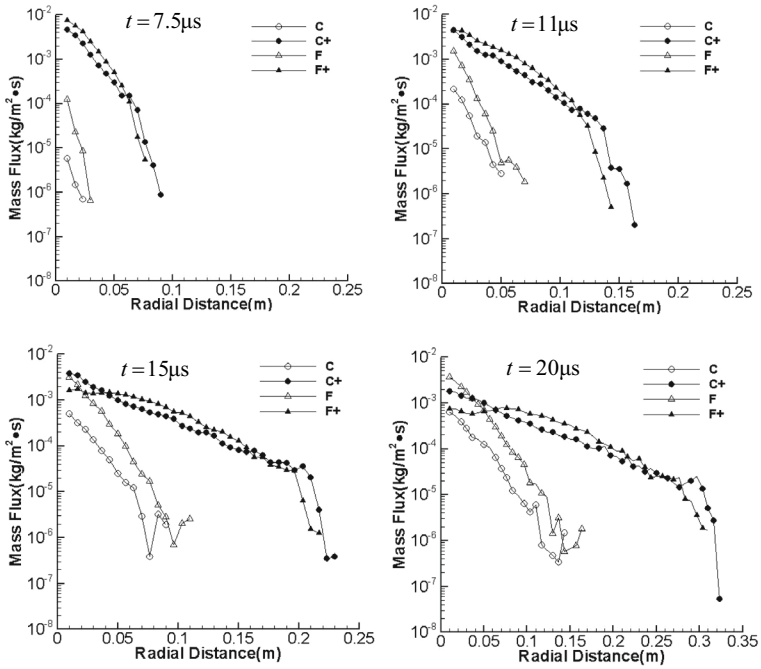 t = 7.5µs
C
C+
F
F+
Mass Flux(kg/m²•s)
10⁻²
10⁻³
10⁻⁴
10⁻⁵
10⁻⁶
10⁻⁷
10⁻⁸
0 0.05 0.1 0.15 0.2 0.25
Radial Distance(m)
t = 11µs
C
C+
F
F+
Mass Flux(kg/m²•s)
10⁻²
10⁻³
10⁻⁴
10⁻⁵
10⁻⁶
10⁻⁷
10⁻⁸
0 0.05 0.1 0.15 0.2 0.25
Radial Distance(m)
t = 15µs
C
C+
F
F+
Mass Flux(kg/m²•s)
10⁻²
10⁻³
10⁻⁴
10⁻⁵
10⁻⁶
10⁻⁷
10⁻⁸
0 0.05 0.1 0.15 0.2 0.25
Radial Distance(m)
t = 20µs
C
C+
F
F+
Mass Flux(kg/m²•s)
10⁻²
10⁻³
10⁻⁴
10⁻⁵
10⁻⁶
10⁻⁷
10⁻⁸
0 0.05 0.1 0.15 0.2 0.25 0.3 0.35
Radial Distance(m)